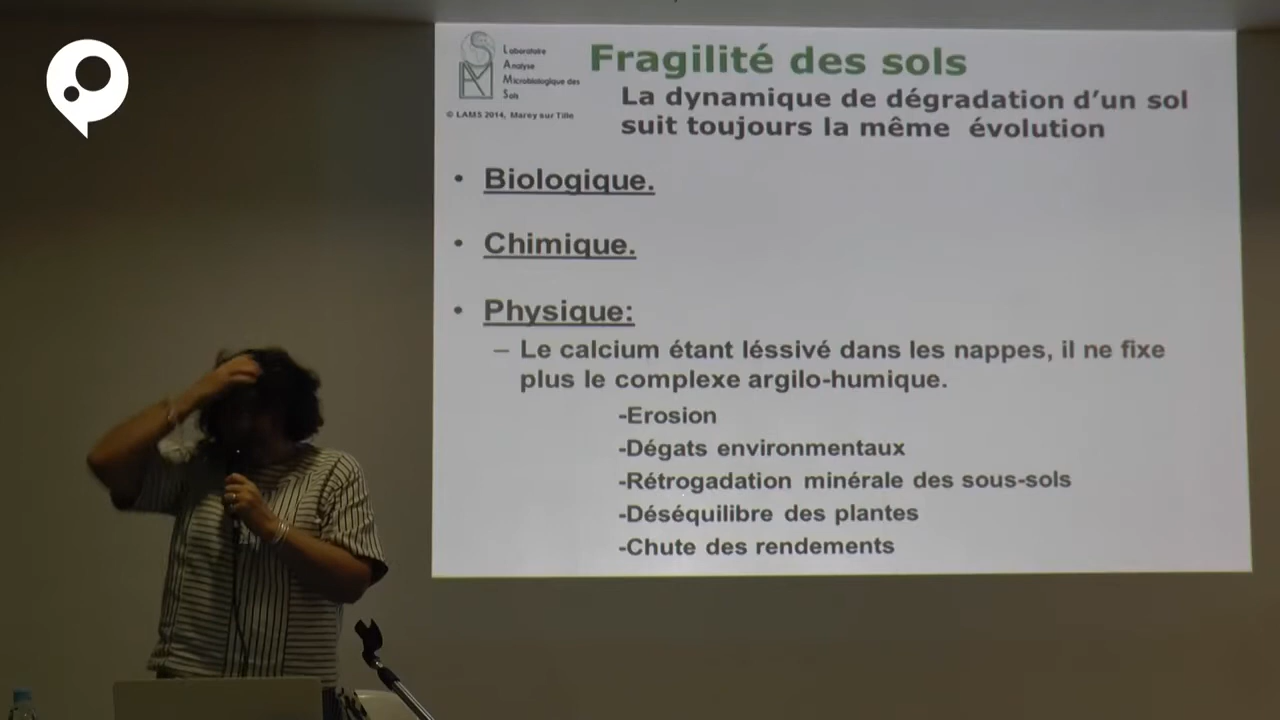 Laboratoire
Analyse
Microbiologique des
Sols
© LAMS 2014, Marey sur Tille
Fragilité des sols
La dynamique de dégradation d'un sol
suit toujours la même évolution
• Biologique.
• Chimique.
• Physique:
– Le calcium étant léssivé dans les nappes, il ne fixe
plus le complexe argilo-humique.
-Erosion
-Dégats environmentaux
-Rétrogadation minérale des sous-sols
-Déséquilibre des plantes
-Chute des rendements